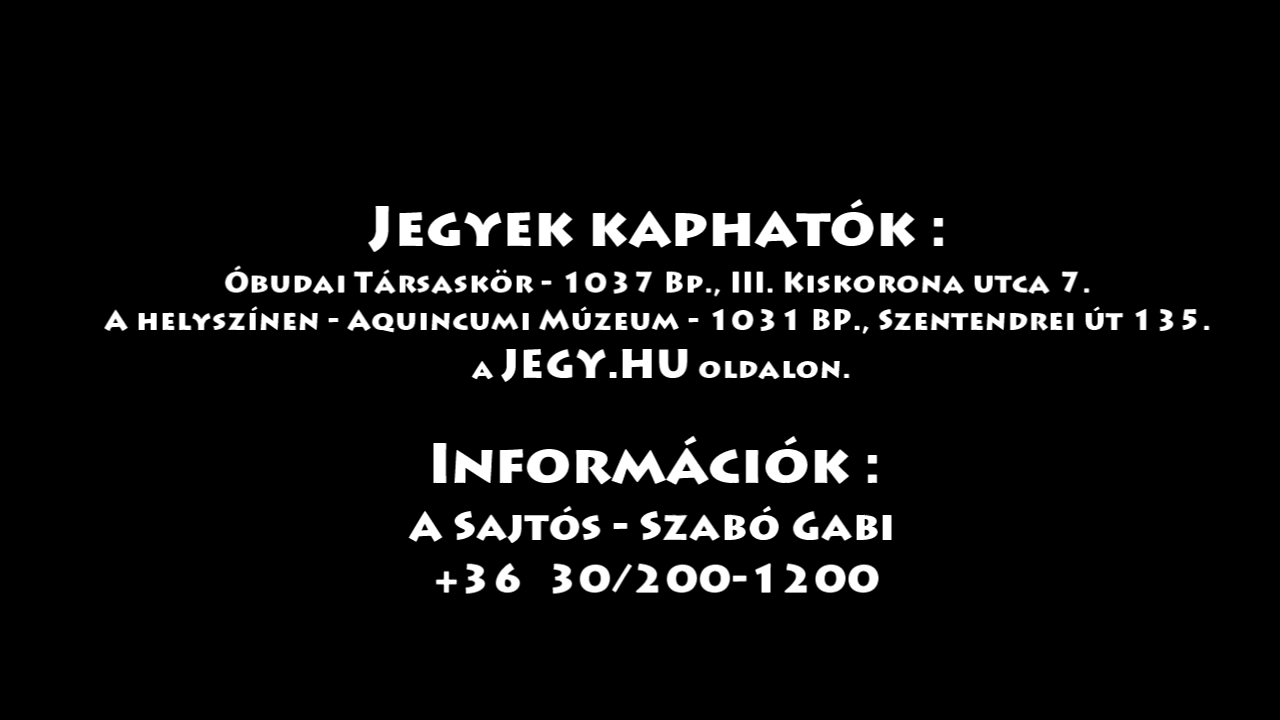 Jegyek kaphatók :
Óbudai Társaskör - 1037 Bp., III. Kiskorona utca 7.
A helyszínen - Aquincumi Múzeum - 1031 BP., Szentendrei út 135.
a JEGY.HU oldalon.
Információk :
A Sajtós - Szabó Gabi
+36 30/200-1200